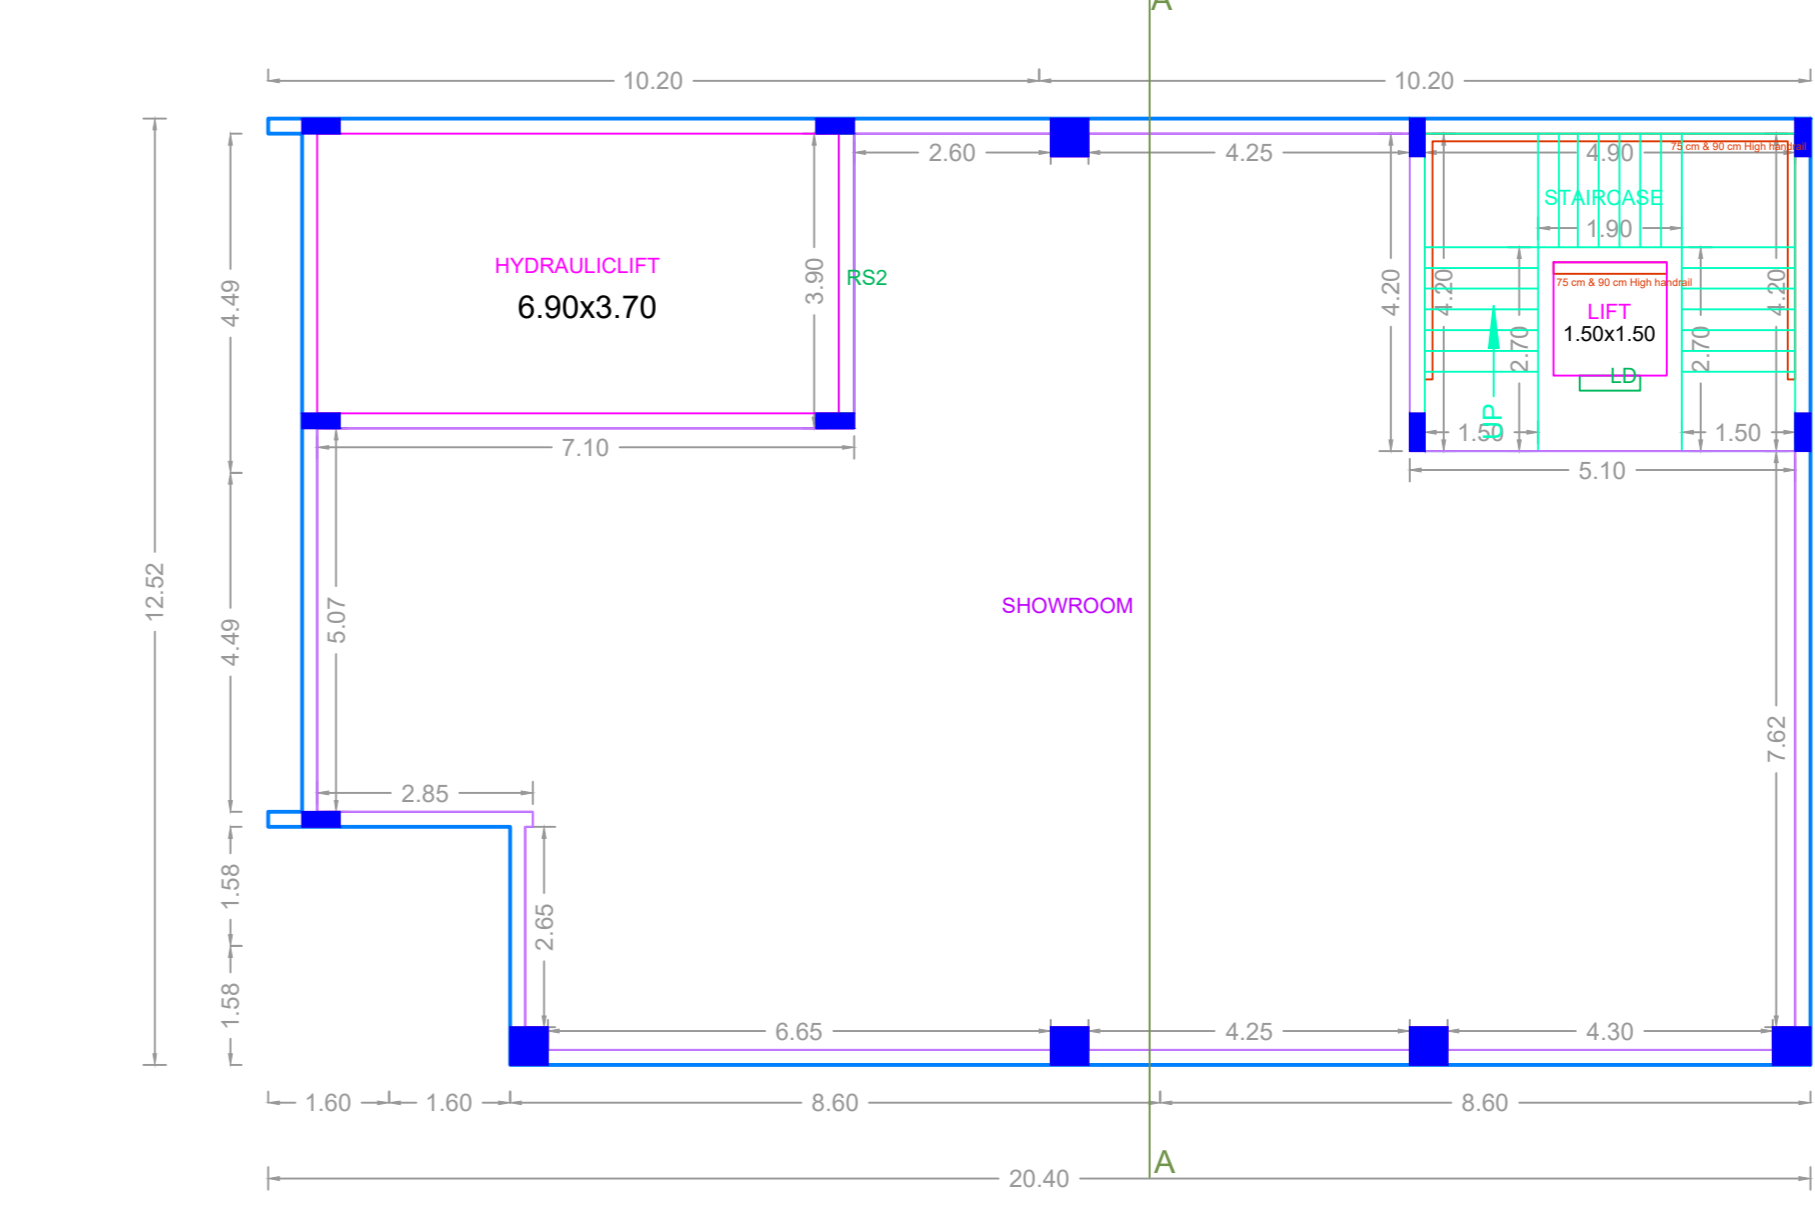 A
10.20
10.20
2.60
4.25
4.90
75 cm & 90 cm High handrail
STAIRCASE
1.90
HYDRAULICLIFT
6.90x3.70
3.90
RS2
4.20
4.20
4.20
75 cm & 90 cm High handrail
LIFT
1.50x1.50
2.70
2.70
LD
UP
1.50
1.50
4.49
7.10
5.10
12.52
5.07
4.49
SHOWROOM
7.62
2.85
1.58
2.65
1.58
6.65
4.25
4.30
1.60
1.60
8.60
8.60
A
20.40